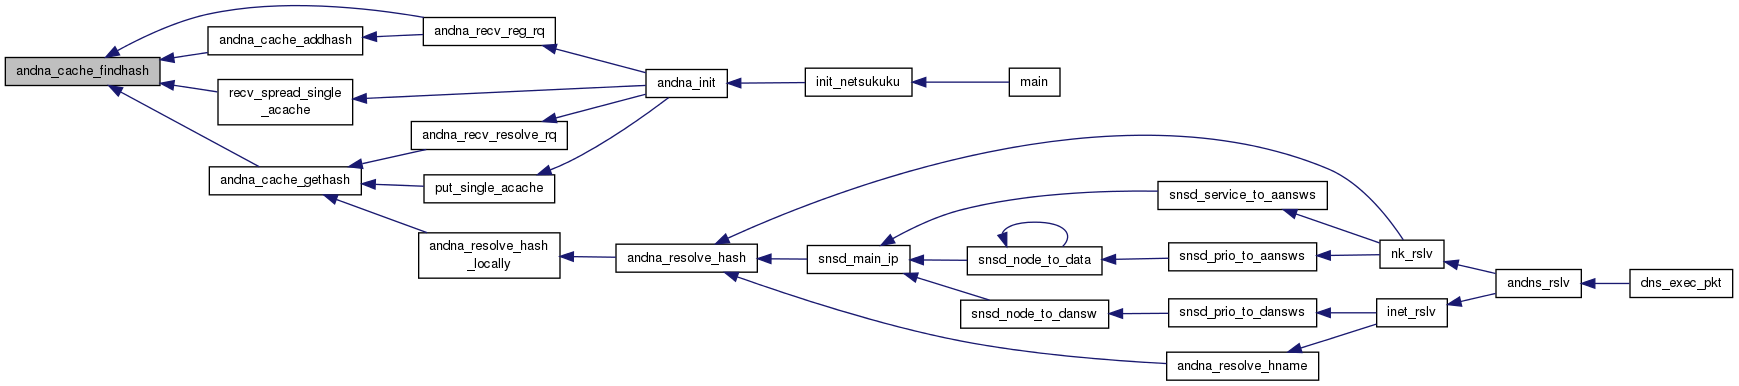 andna_cache_findhash
andna_cache_addhash
recv_spread_single
_acache
andna_cache_gethash
andna_recv_reg_rq
andna_recv_resolve_rq
put_single_acache
andna_resolve_hash
_locally
andna_init
andna_resolve_hash
init_netsukuku
snsd_main_ip
main
snsd_node_to_data
snsd_node_to_dansw
snsd_service_to_aansws
snsd_prio_to_aansws
snsd_prio_to_dansws
andna_resolve_hname
nk_rslv
inet_rslv
andns_rslv
dns_exec_pkt